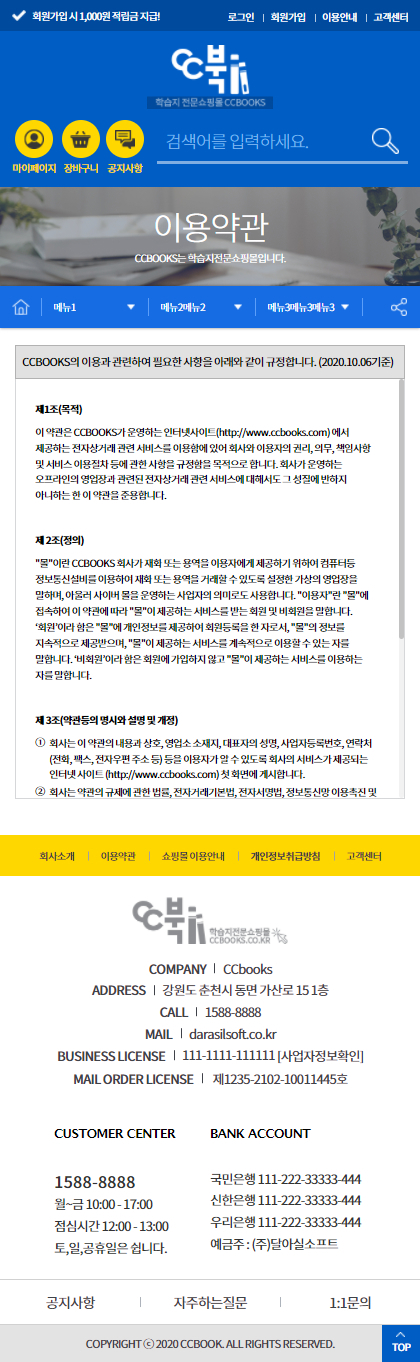 회원가입 시 1,000원 적립금 지급!
로그인 | 회원가입 | 이용안내 | 고객센터
CC북
학습지 전문쇼핑몰 CCBOOKS
검색어를 입력하세요.
마이페이지 장바구니 공지사항
이용약관
CCBOOKS는 학습지전문쇼핑몰입니다.
메뉴1 메뉴2메뉴2 메뉴3메뉴3메뉴3
CCBOOKS의 이용과 관련하여 필요한 사항을 아래와 같이 규정합니다. (2020.10.06기준)
제1조(목적)
이 약관은 CCBOOKS가 운영하는 인터넷사이트(http://www.ccbooks.com) 에서
제공하는 전자상거래 관련 서비스를 이용함에 있어 회사와 이용자의 권리, 의무, 책임사항
및 서비스 이용절차 등에 관한 사항을 규정함을 목적으로 합니다. 회사가 운영하는
오프라인의 영업장과 관련된 전자상거래 관련 서비스에 대해서도 그 성질에 반하지
아니하는 한 이 약관을 준용합니다.
제 2조(정의)
"몰"이란 CCBOOKS 회사가 재화 또는 용역을 이용자에게 제공하기 위하여 컴퓨터등
정보통신설비를 이용하여 재화 또는 용역을 거래할 수 있도록 설정한 가상의 영업장을
말하며, 아울러 사이버 몰을 운영하는 사업자의 의미로도 사용합니다. "이용자"란 "몰"에
접속하여 이 약관에 따라 "몰"이 제공하는 서비스를 받는 회원 및 비회원을 말합니다.
‘회원’이라 함은 "몰"에 개인정보를 제공하여 회원등록을 한 자로서, "몰"의 정보를
지속적으로 제공받으며, "몰"이 제공하는 서비스를 계속적으로 이용할 수 있는 자를
말합니다. ‘비회원’이라 함은 회원에 가입하지 않고 "몰"이 제공하는 서비스를 이용하는
자를 말합니다.
제 3조(약관등의 명시와 설명 및 개정)
① 회사는 이 약관의 내용과 상호, 영업소 소재지, 대표자의 성명, 사업자등록번호, 연락처
(전화, 팩스, 전자우편 주소 등) 등을 이용자가 알 수 있도록 회사의 서비스가 제공되는
인터넷 사이트 (http://www.ccbooks.com) 첫 화면에 게시합니다.
② 회사는 약관의 규제에 관한 법률, 전자거래기본법, 전자서명법, 정보통신망 이용촉진 및
회사소개 | 이용약관 | 쇼핑몰 이용안내 | 개인정보취급방침 | 고객센터
CC북
학습지전문쇼핑몰
CCBOOKS.CO.KR
COMPANY | CCbooks
ADDRESS | 강원도 춘천시 동면 가산로 15 1층
CALL | 1588-8888
MAIL | darasilsoft.co.kr
BUSINESS LICENSE | 111-1111-111111 [사업자정보확인]
MAIL ORDER LICENSE | 제1235-2102-10011445호
CUSTOMER CENTER
1588-8888
월~금 10:00 - 17:00
점심시간 12:00 - 13:00
토,일,공휴일은 쉽니다.
BANK ACCOUNT
국민은행 111-222-33333-444
신한은행 111-222-33333-444
우리은행 111-222-33333-444
예금주 : (주)달아실소프트
공지사항 | 자주하는질문 | 1:1문의
COPYRIGHT ⓒ 2020 CCBOOK. ALL RIGHTS RESERVED.
TOP